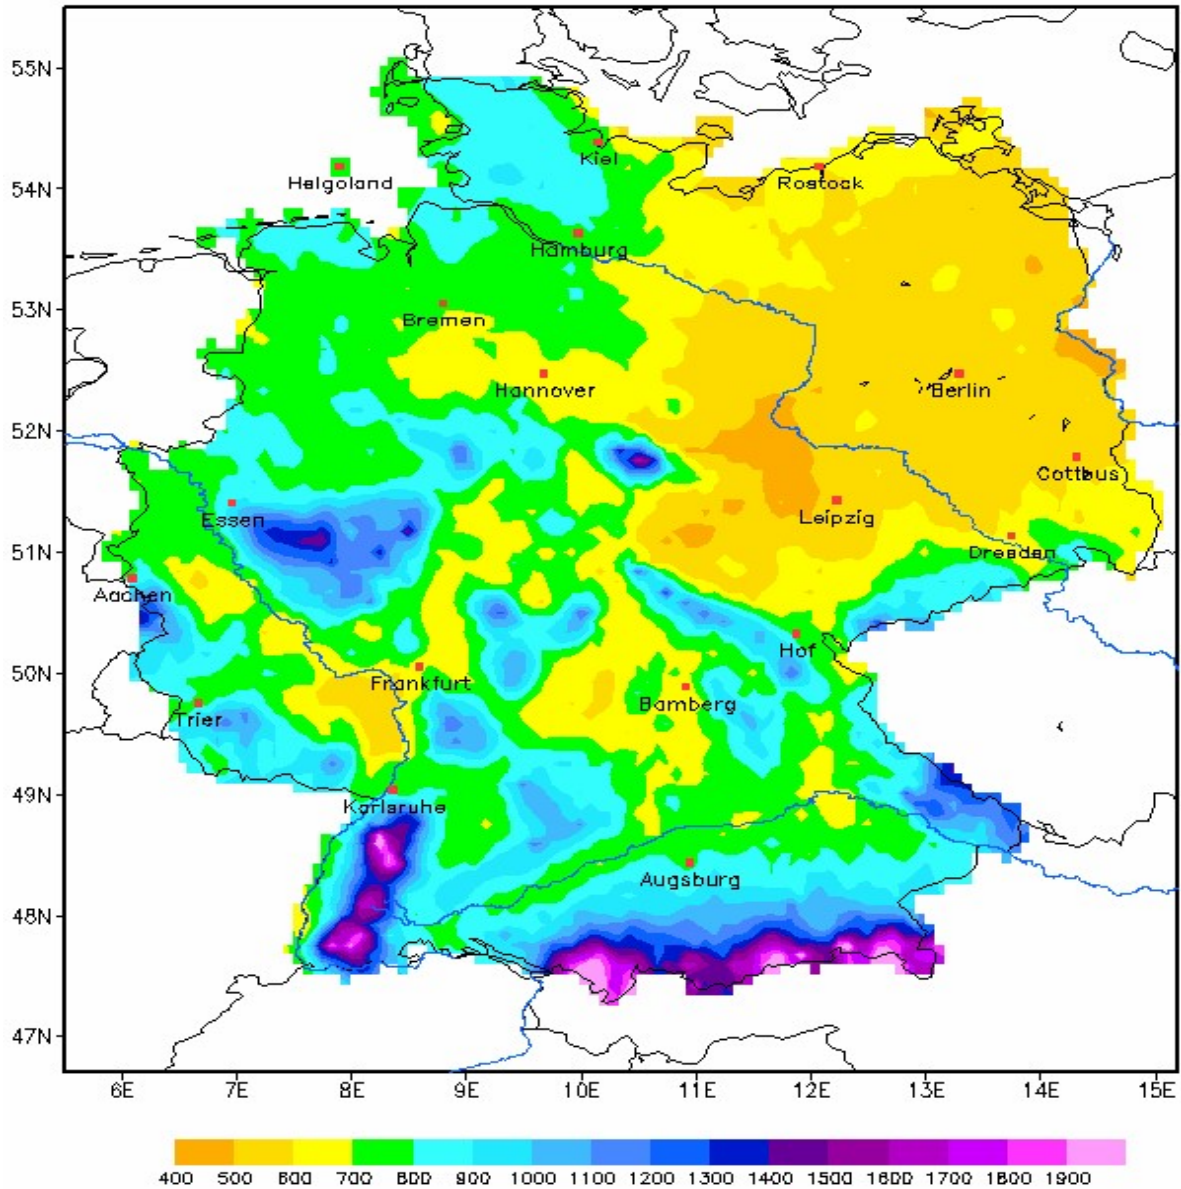 55N
54N
53N
52N
51N
50N
49N
48N
47N
Kiel
Helgoland
Rostock
Hamburg
Bremen
Hannover
Berlin
Cottbus
Essen
Leipzig
Dresden
Aachen
Hof
Frankfurt
Trier
Bamberg
Karlsruhe
Augsburg
6E 7E 8E 9E 10E 11E 12E 13E 14E 15E
400 500 600 700 800 900 1000 1100 1200 1300 1400 1500 1600 1700 1800 1900